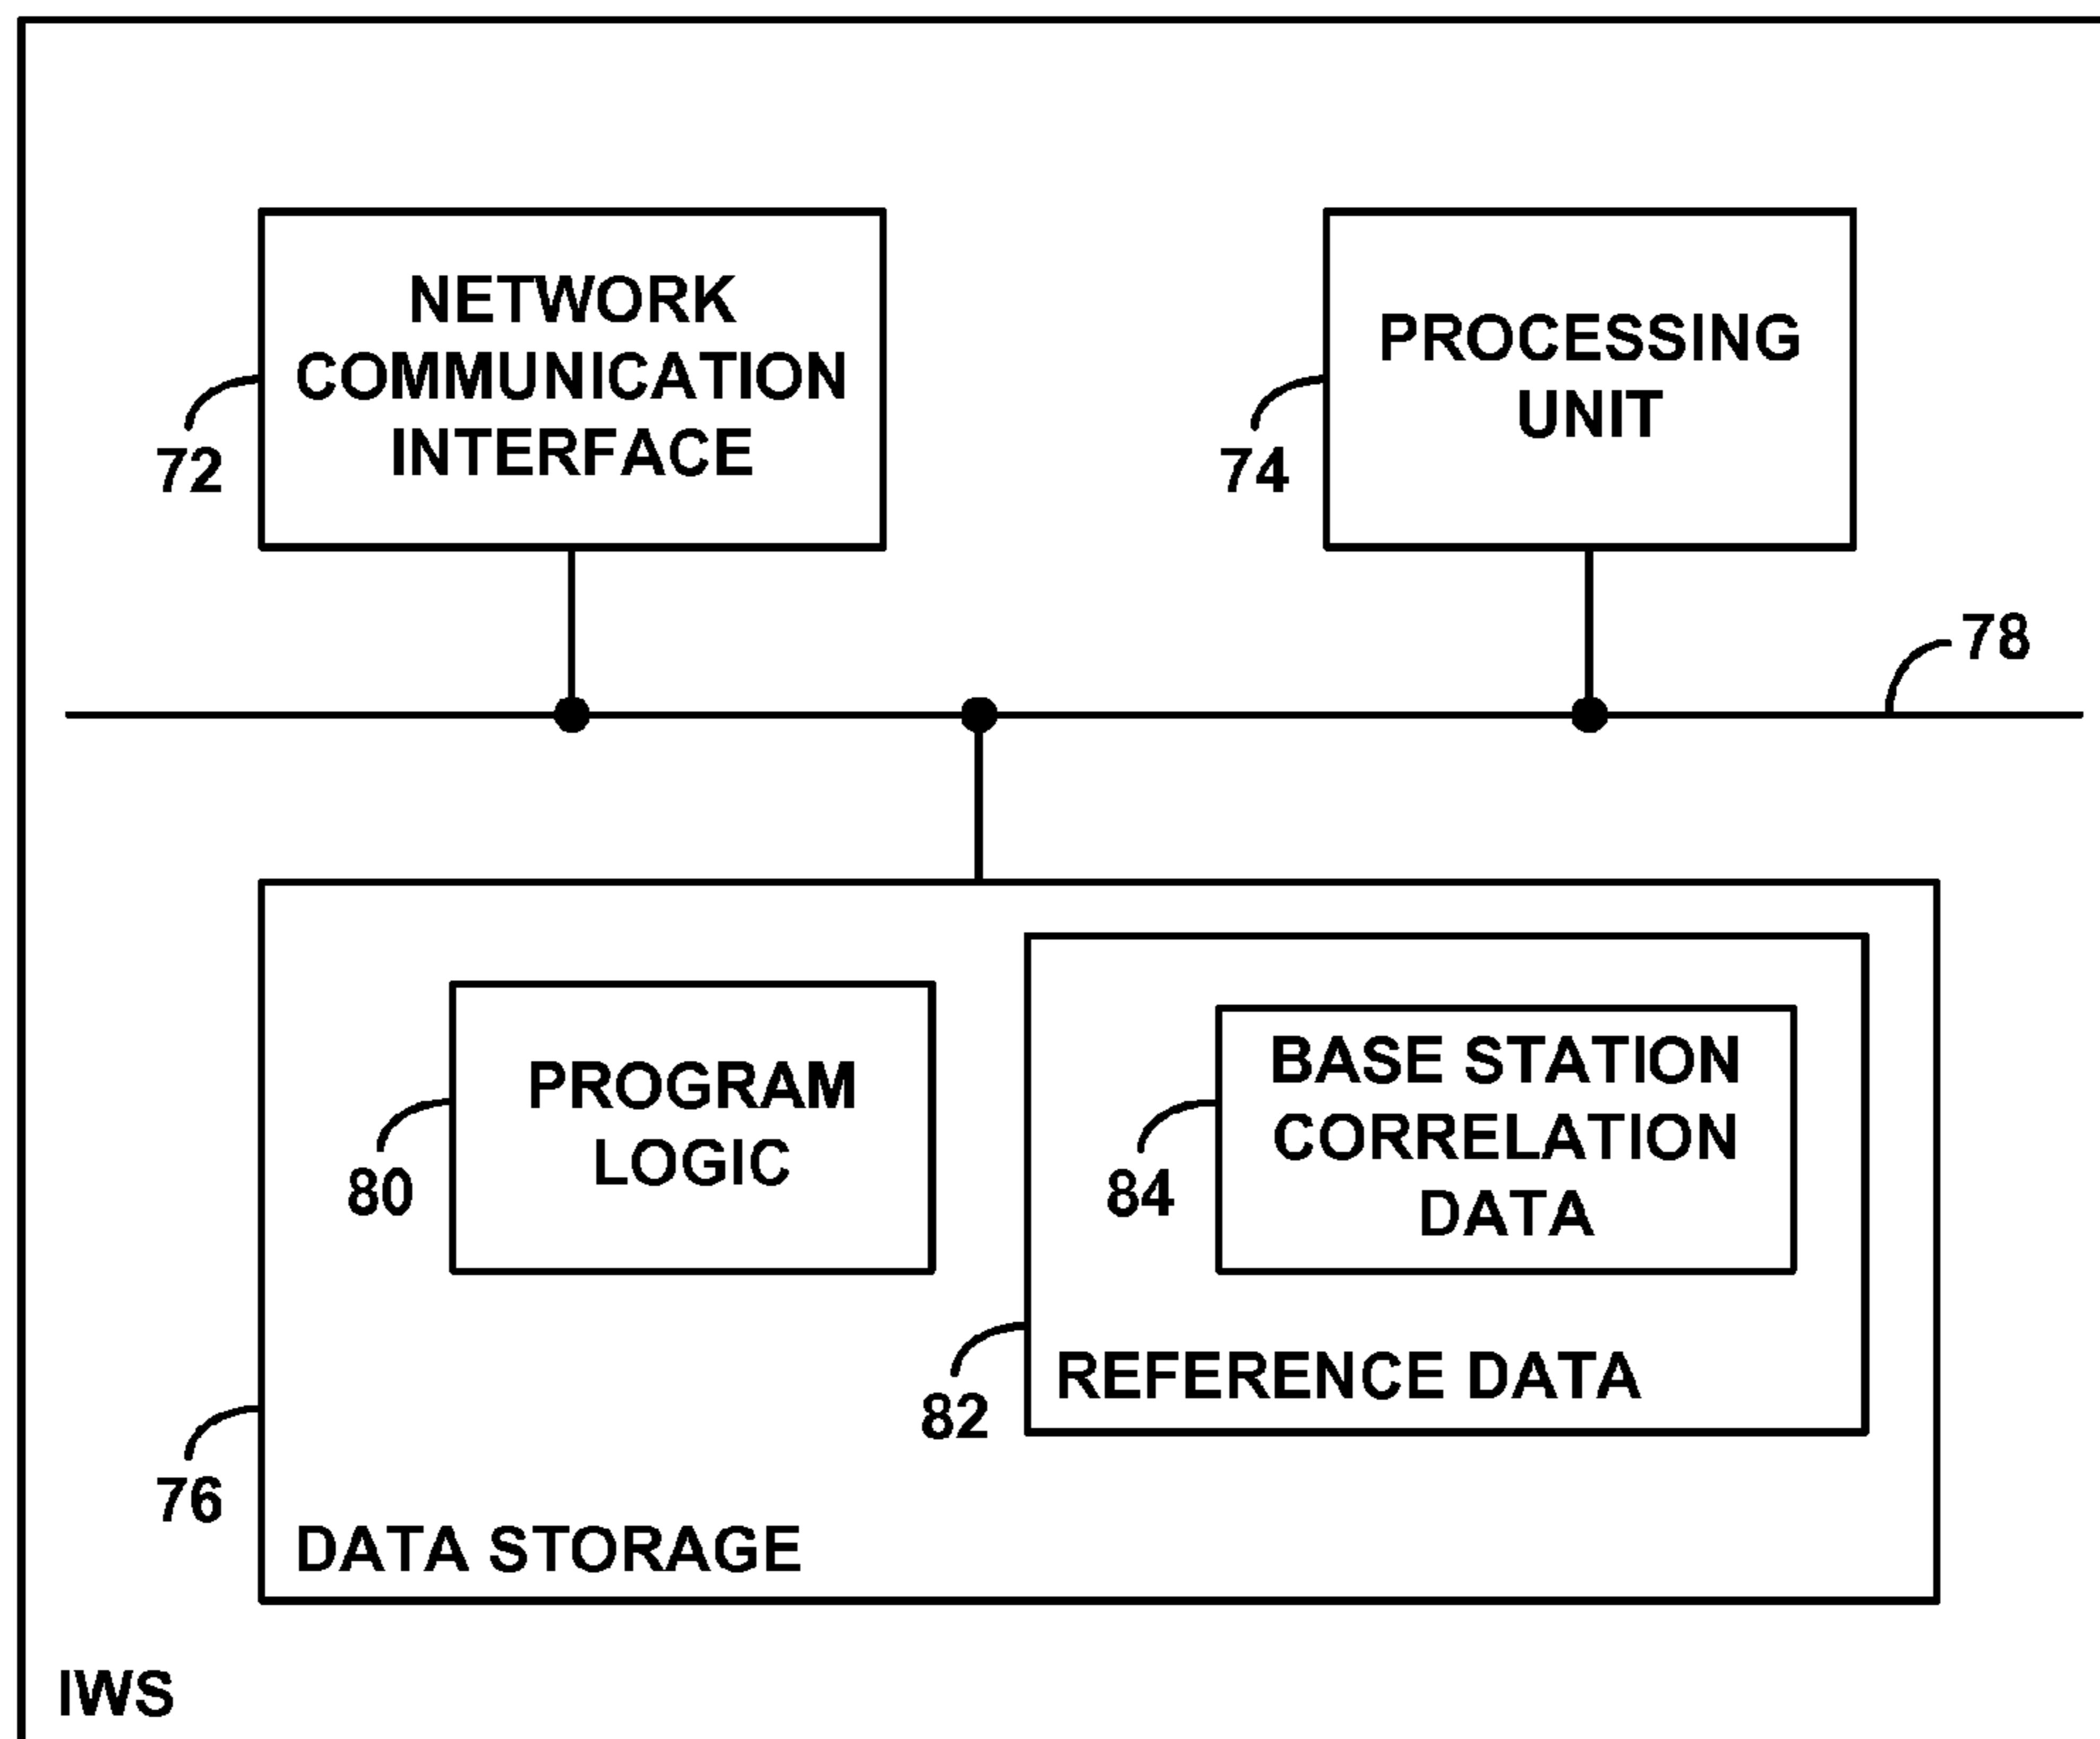 NETWORK
COMMUNICATION
INTERFACE
72
PROCESSING
UNIT
74
78
PROGRAM
LOGIC
80
BASE STATION
CORRELATION
DATA
84
REFERENCE DATA
82
76
DATA STORAGE
IWS